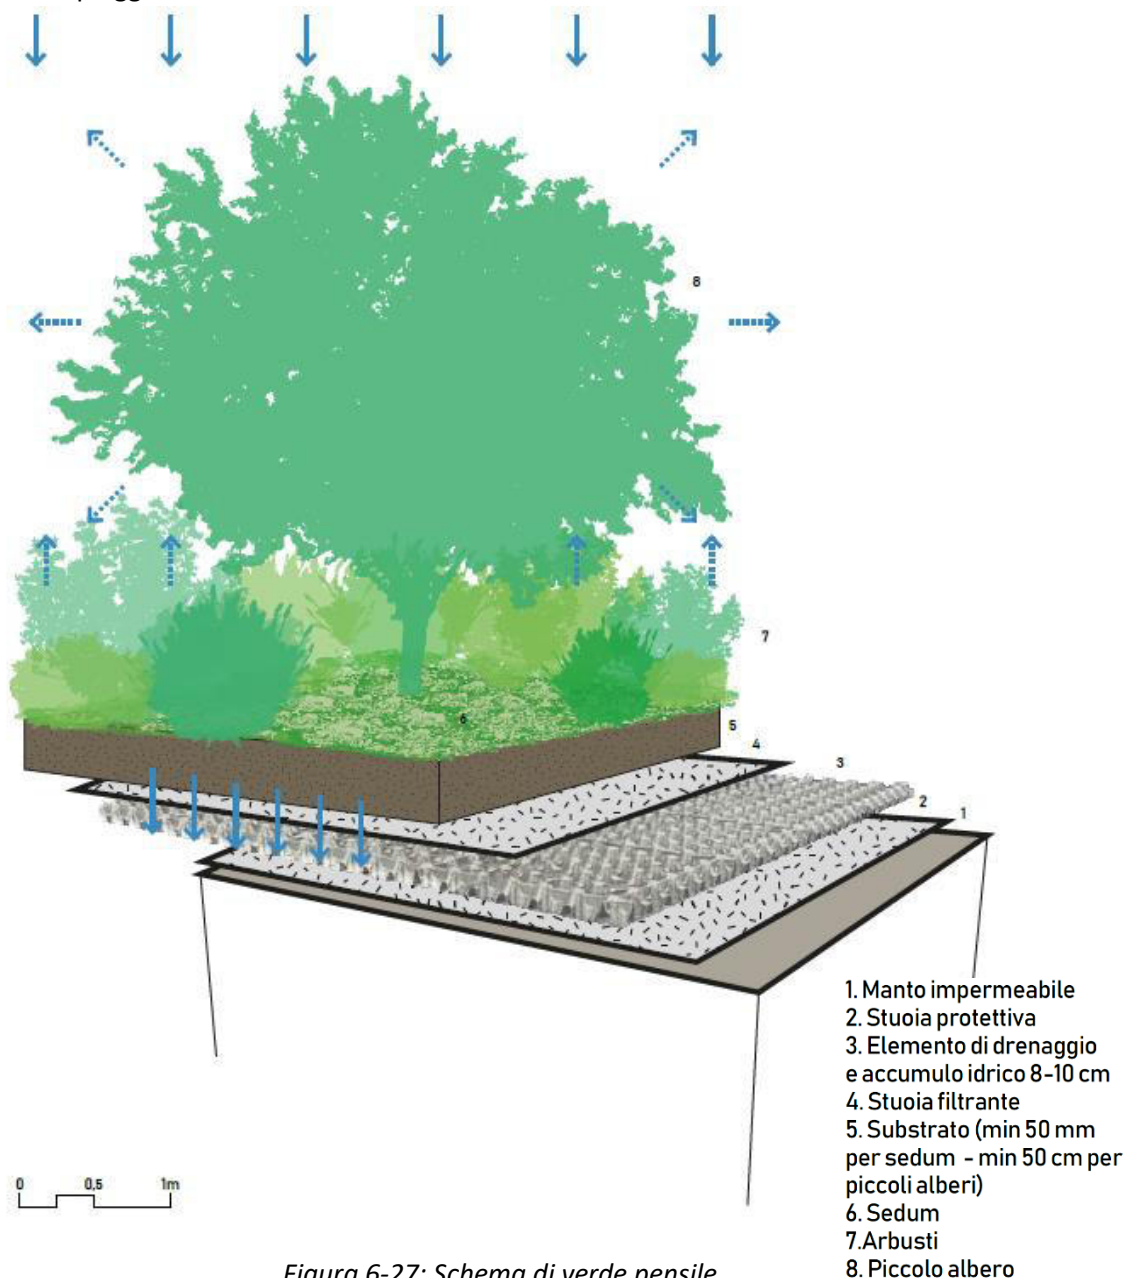 8
7
6
5
4
3
2
1
1. Manto impermeabile
2. Stuoia protettiva
3. Elemento di drenaggio
e accumulo idrico 8-10 cm
4. Stuoia filtrante
5. Substrato (min 50 mm
per sedum - min 50 cm per
piccoli alberi)
6. Sedum
7.Arbusti
8. Piccolo albero
0 0,5 1m
Figura 6-27: Schema di verde pensile